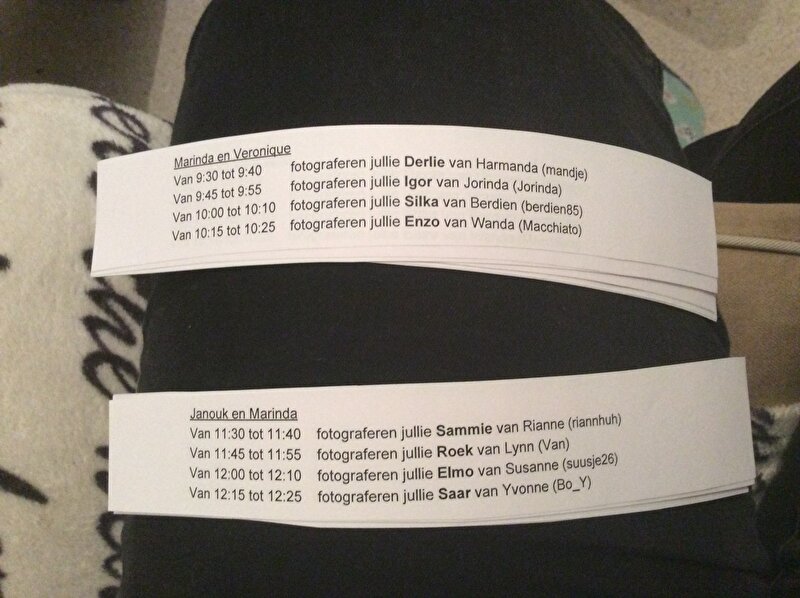 Marinda en Veronique
Van 9:30 tot 9:40 fotograferen jullie Derlie van Harmanda (mandje)
Van 9:45 tot 9:55 fotograferen jullie Igor van Jorinda (Jorinda)
Van 10:00 tot 10:10 fotograferen jullie Silka van Berdien (berdien85)
Van 10:15 tot 10:25 fotograferen jullie Enzo van Wanda (Macchiato)
Janouk en Marinda
Van 11:30 tot 11:40 fotograferen jullie Sammie van Rianne (riannhuh)
Van 11:45 tot 11:55 fotograferen jullie Roek van Lynn (Van)
Van 12:00 tot 12:10 fotograferen jullie Elmo van Susanne (suusje26)
Van 12:15 tot 12:25 fotograferen jullie Saar van Yvonne (Bo_Y)